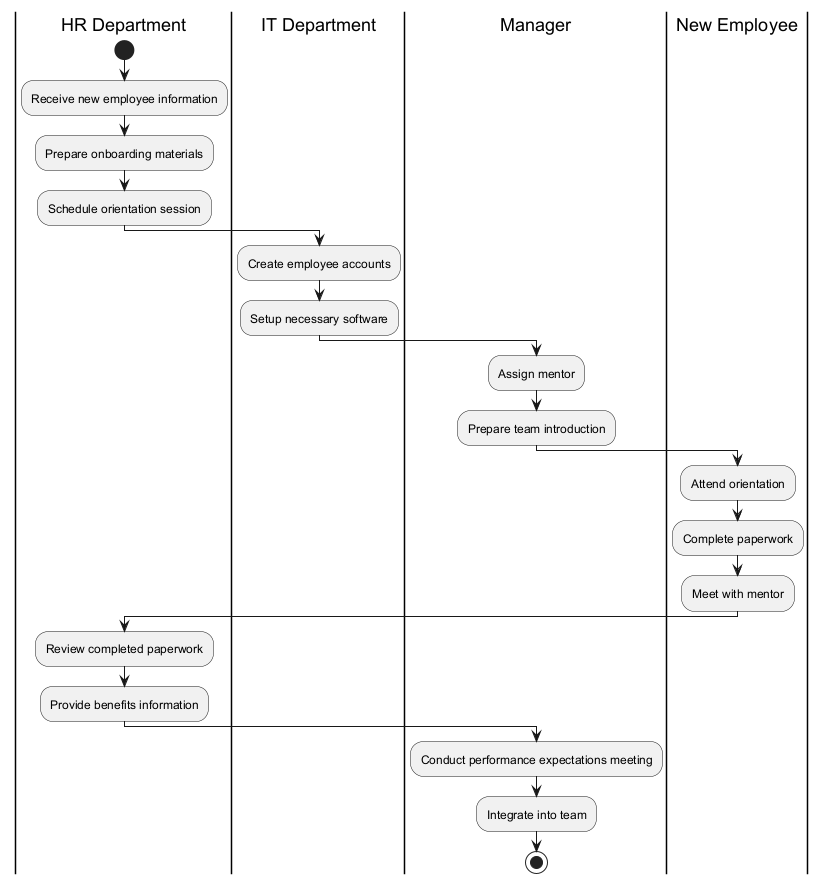 HR Department
IT Department
Manager
New Employee
Receive new employee information
Prepare onboarding materials
Schedule orientation session
Create employee accounts
Setup necessary software
Assign mentor
Prepare team introduction
Attend orientation
Complete paperwork
Meet with mentor
Review completed paperwork
Provide benefits information
Conduct performance expectations meeting
Integrate into team